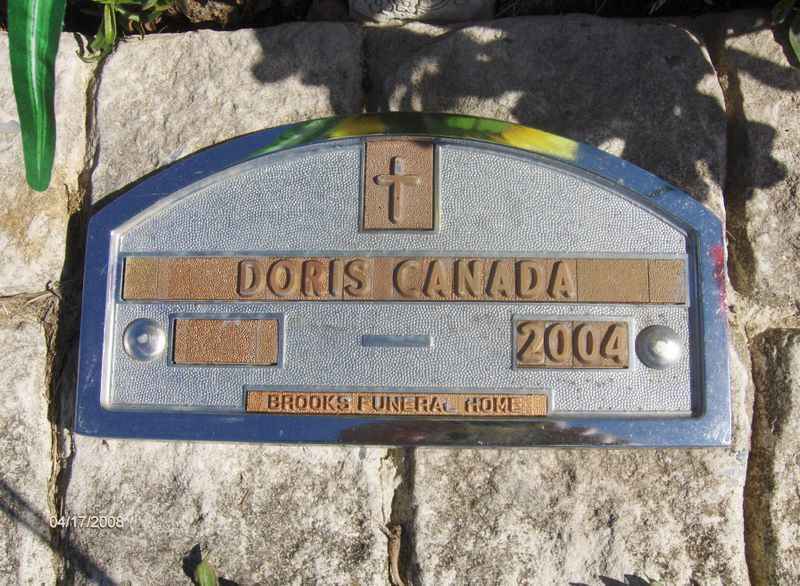 DORIS CANADA
2004
BROOKS FUNERAL HOME
04/17/2008